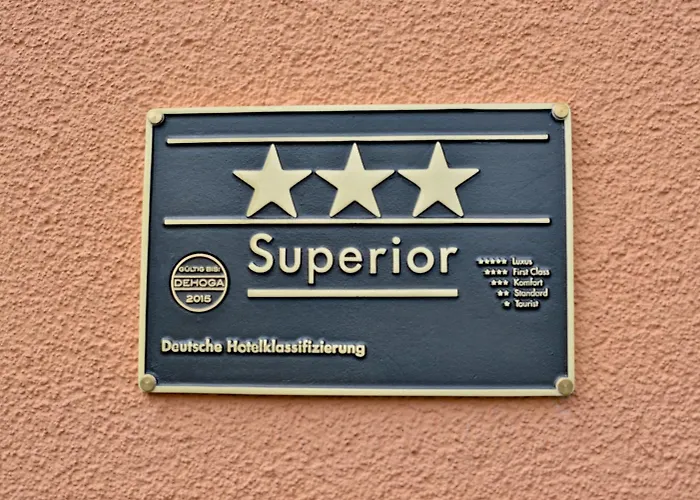 ★★★
Superior
GÜLTIG BIS:
DEHOGA
2015
★★★★★ Luxus
★★★★ First Class
★★★ Komfort
★★ Standard
★ Tourist
Deutsche Hotelklassifizierung